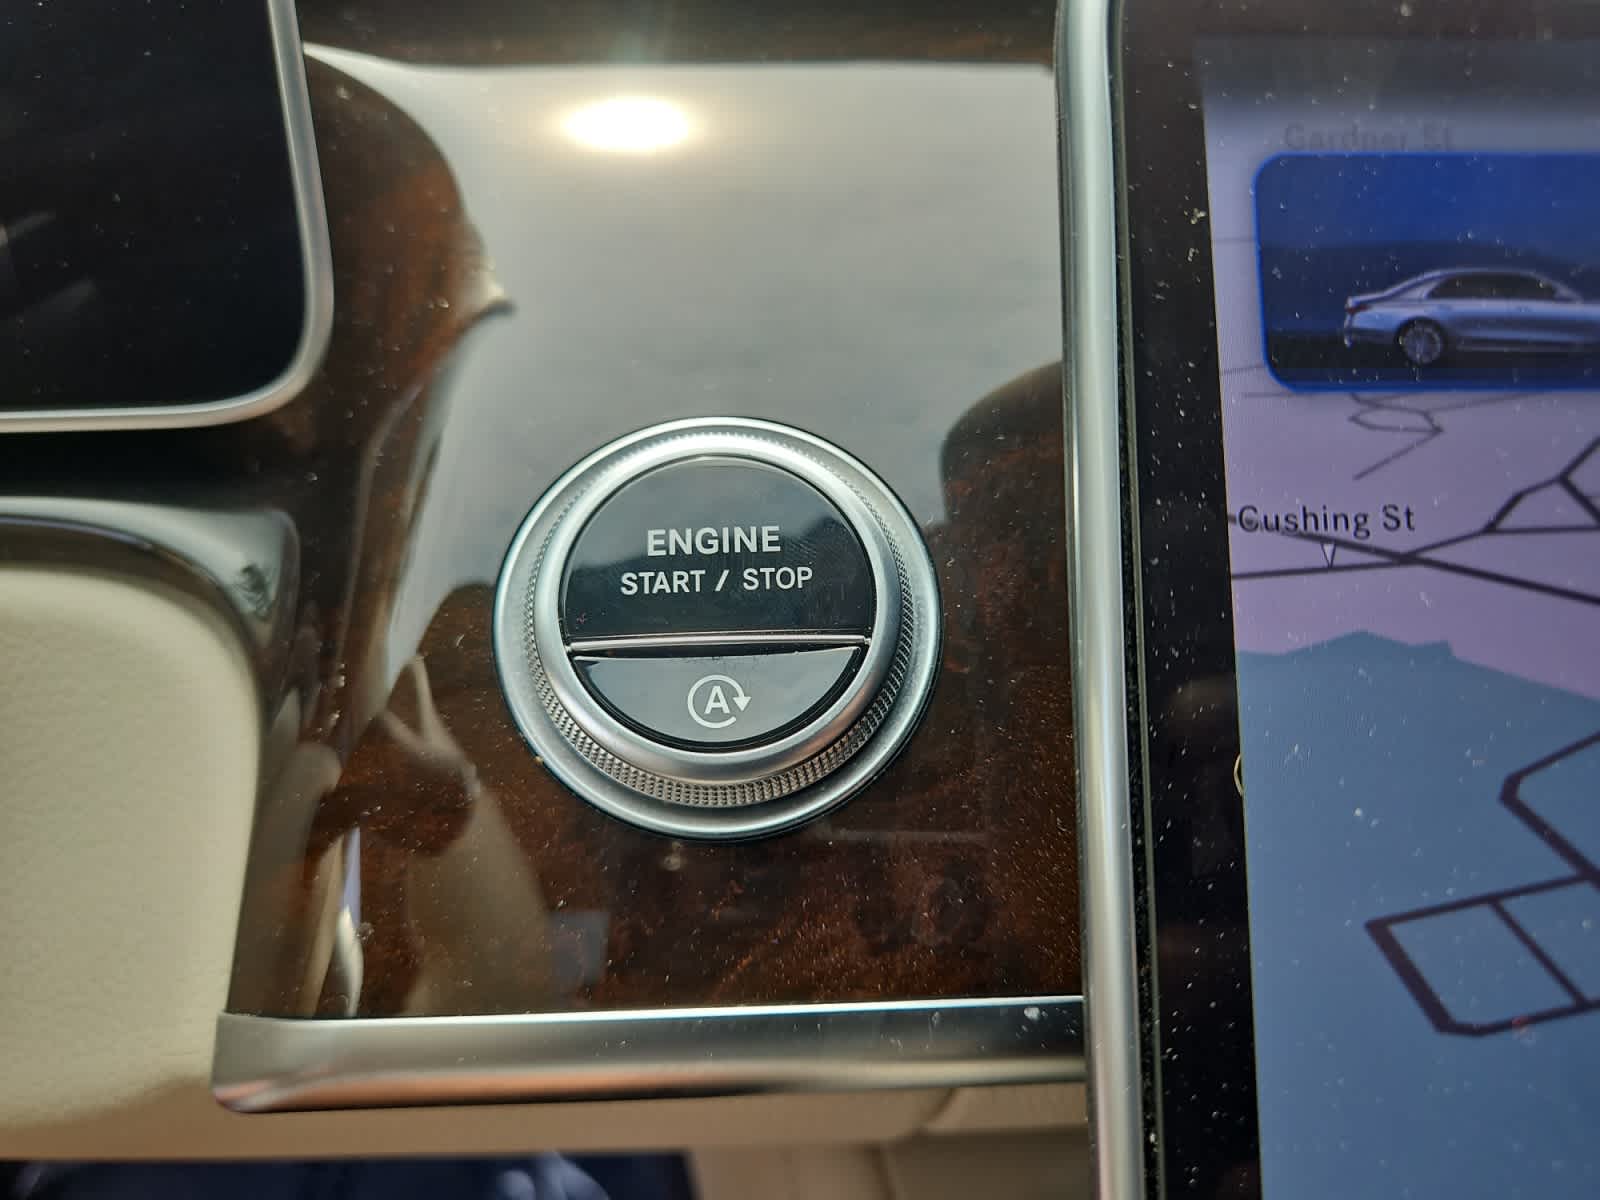 ENGINE
START / STOP
A
Gardner St
Cushing St